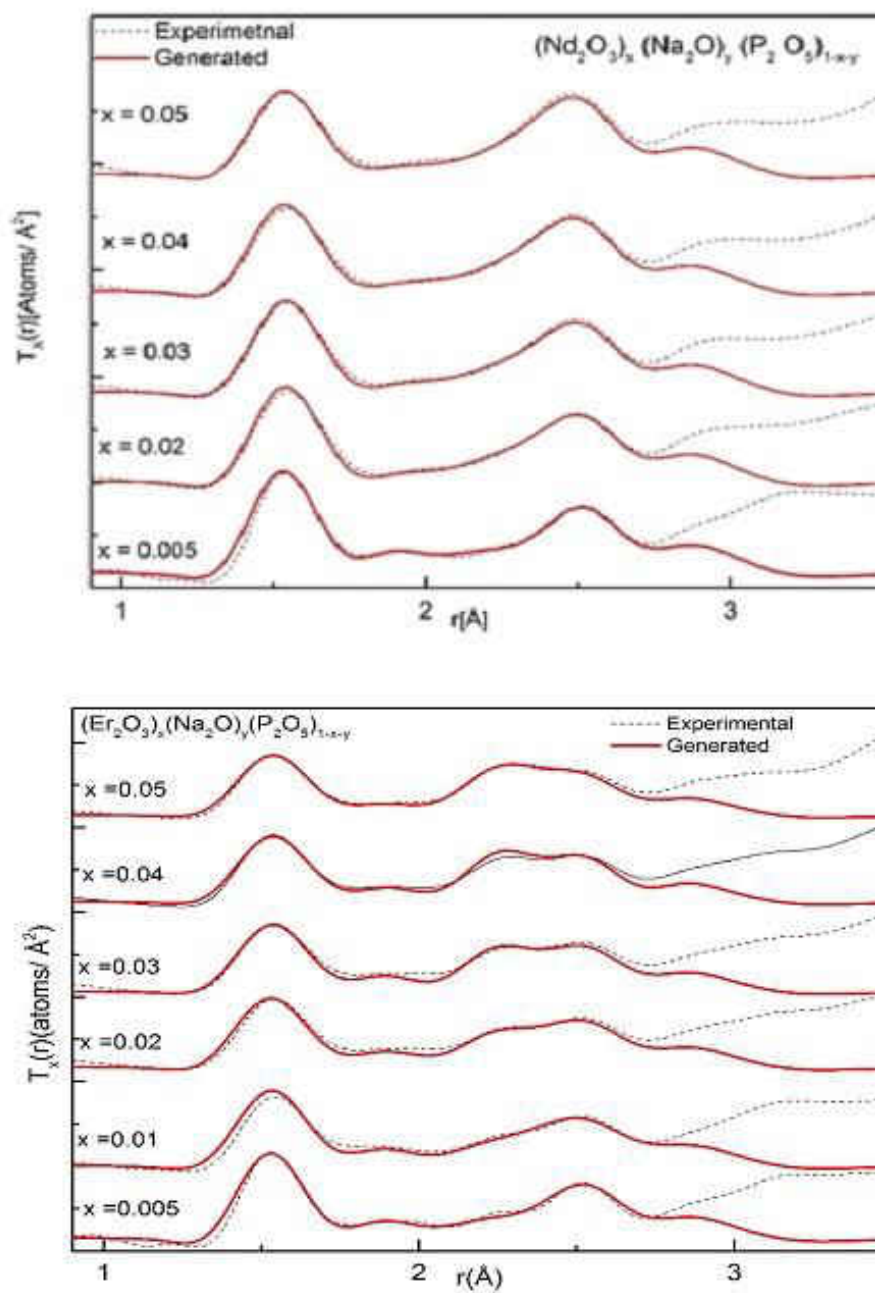 Experimetnal
Generated
(Nd₂O₃)ₓ (Na₂O)ᵧ (P₂ O₅)₁₋ₓ₋ᵧ
x = 0.05
x = 0.04
x = 0.03
x = 0.02
x = 0.005
Tₓ(r)[Atoms/ Å²]
1 2 3
r[Å]
(Er₂O₃)ₓ(Na₂O)ᵧ(P₂O₅)₁₋ₓ₋ᵧ
Experimental
Generated
x =0.05
x =0.04
x =0.03
x =0.02
x =0.01
x =0.005
Tₓ(r)(atoms/ Å²)
1 2 3
r(Å)